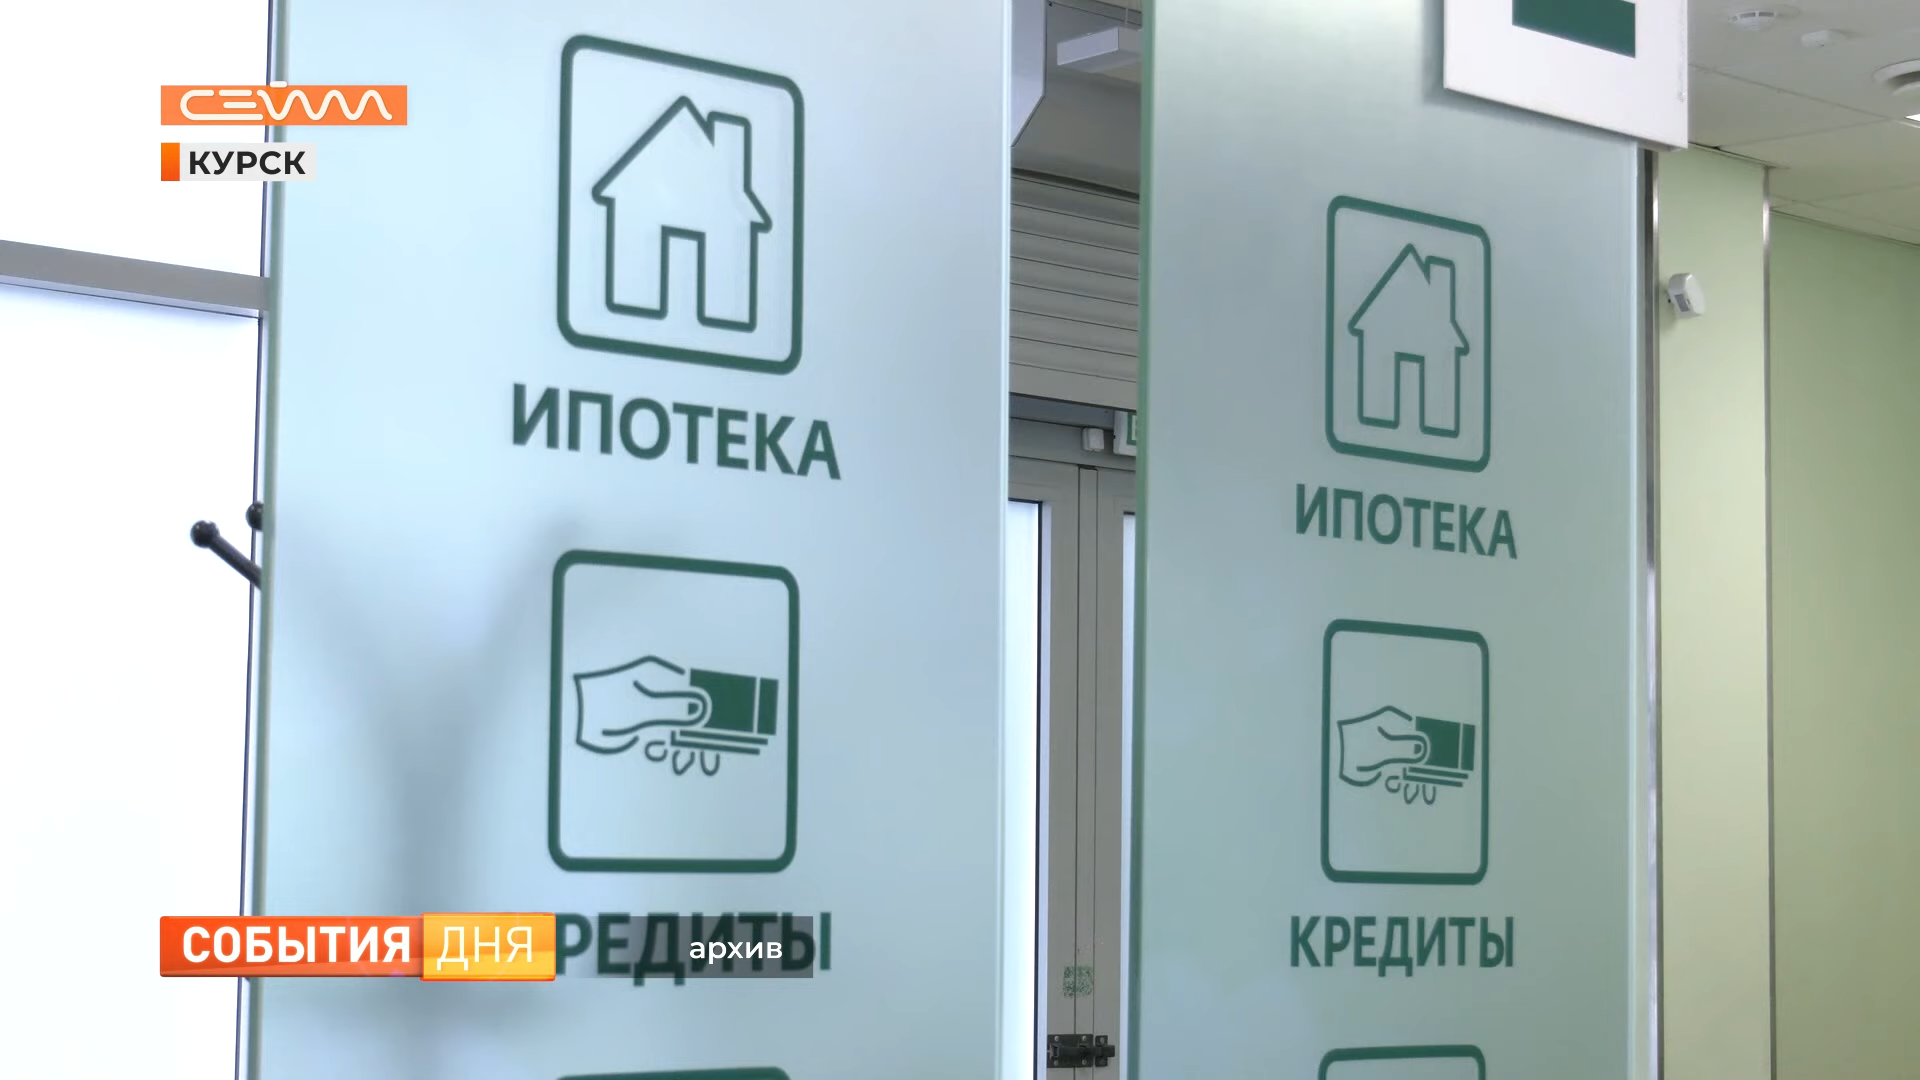 СЕЙМ
КУРСК
ИПОТЕКА
ИПОТЕКА
КРЕДИТЫ
РЕДИТЫ
СОБЫТИЯ ДНЯ
архив